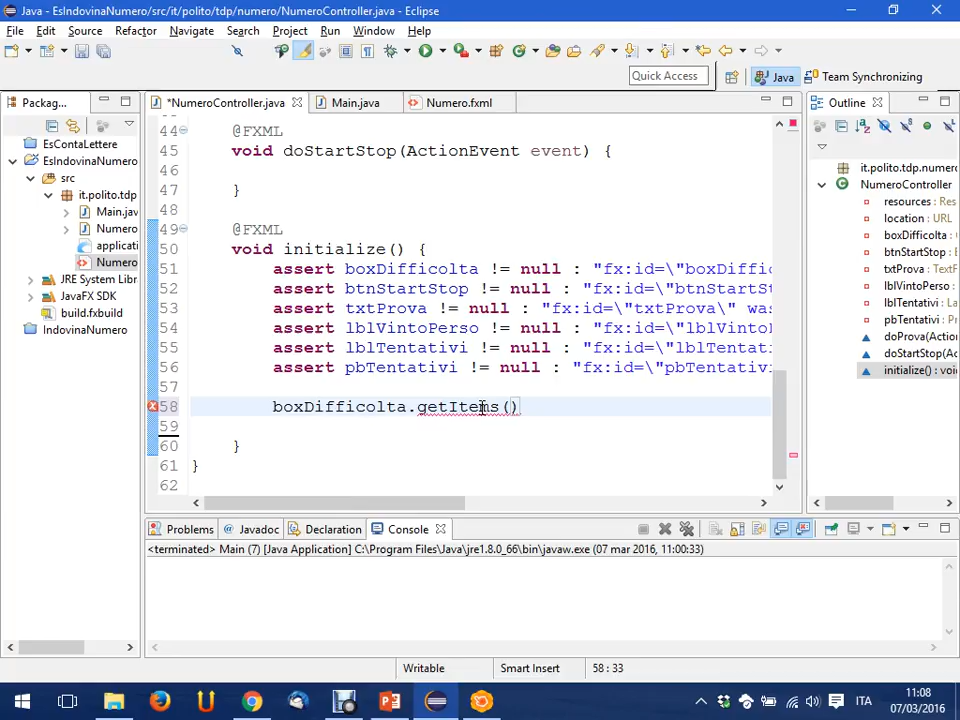 Java - EsIndovinaNumero/src/it/polito/tdp/numero/NumeroController.java - Eclipse
File Edit Source Refactor Navigate Search Project Run Window Help
Quick Access Java Team Synchronizing
Packag...
EsContaLettere
EsIndovinaNumero
src
it.polito.tdp
Main.jav
Numero
applicati
Numero
JRE System Libr
JavaFX SDK
build.fxbuild
IndovinaNumero
*NumeroController.java Main.java Numero.fxml
44 @FXML
45 void doStartStop(ActionEvent event) {
46
47 }
48
49 @FXML
50 void initialize() {
51 assert boxDifficolta != null : "fx:id=\"boxDiffic
52 assert btnStartStop != null : "fx:id=\"btnStartSt
53 assert txtProva != null : "fx:id=\"txtProva\" was
54 assert lblVintoPerso != null : "fx:id=\"lblVintoP
55 assert lblTentativi != null : "fx:id=\"lblTentati
56 assert pbTentativi != null : "fx:id=\"pbTentativi
57
58 boxDifficolta.getItems()
59
60 }
61 }
62
Outline
it.polito.tdp.numero
NumeroController
resources : Res
location : URL
boxDifficolta :
btnStartStop :
txtProva : TextF
lblVintoPerso :
lblTentativi :
pbTentativi : Pr
doProva(Action
doStartStop(Ac
initialize() : voic
Problems Javadoc Declaration Console
<terminated> Main (7) [Java Application] C:\Program Files\Java\jre1.8.0_66\bin\javaw.exe (07 mar 2016, 11:00:33)
Writable Smart Insert 58 : 33
ITA
11:08
07/03/2016